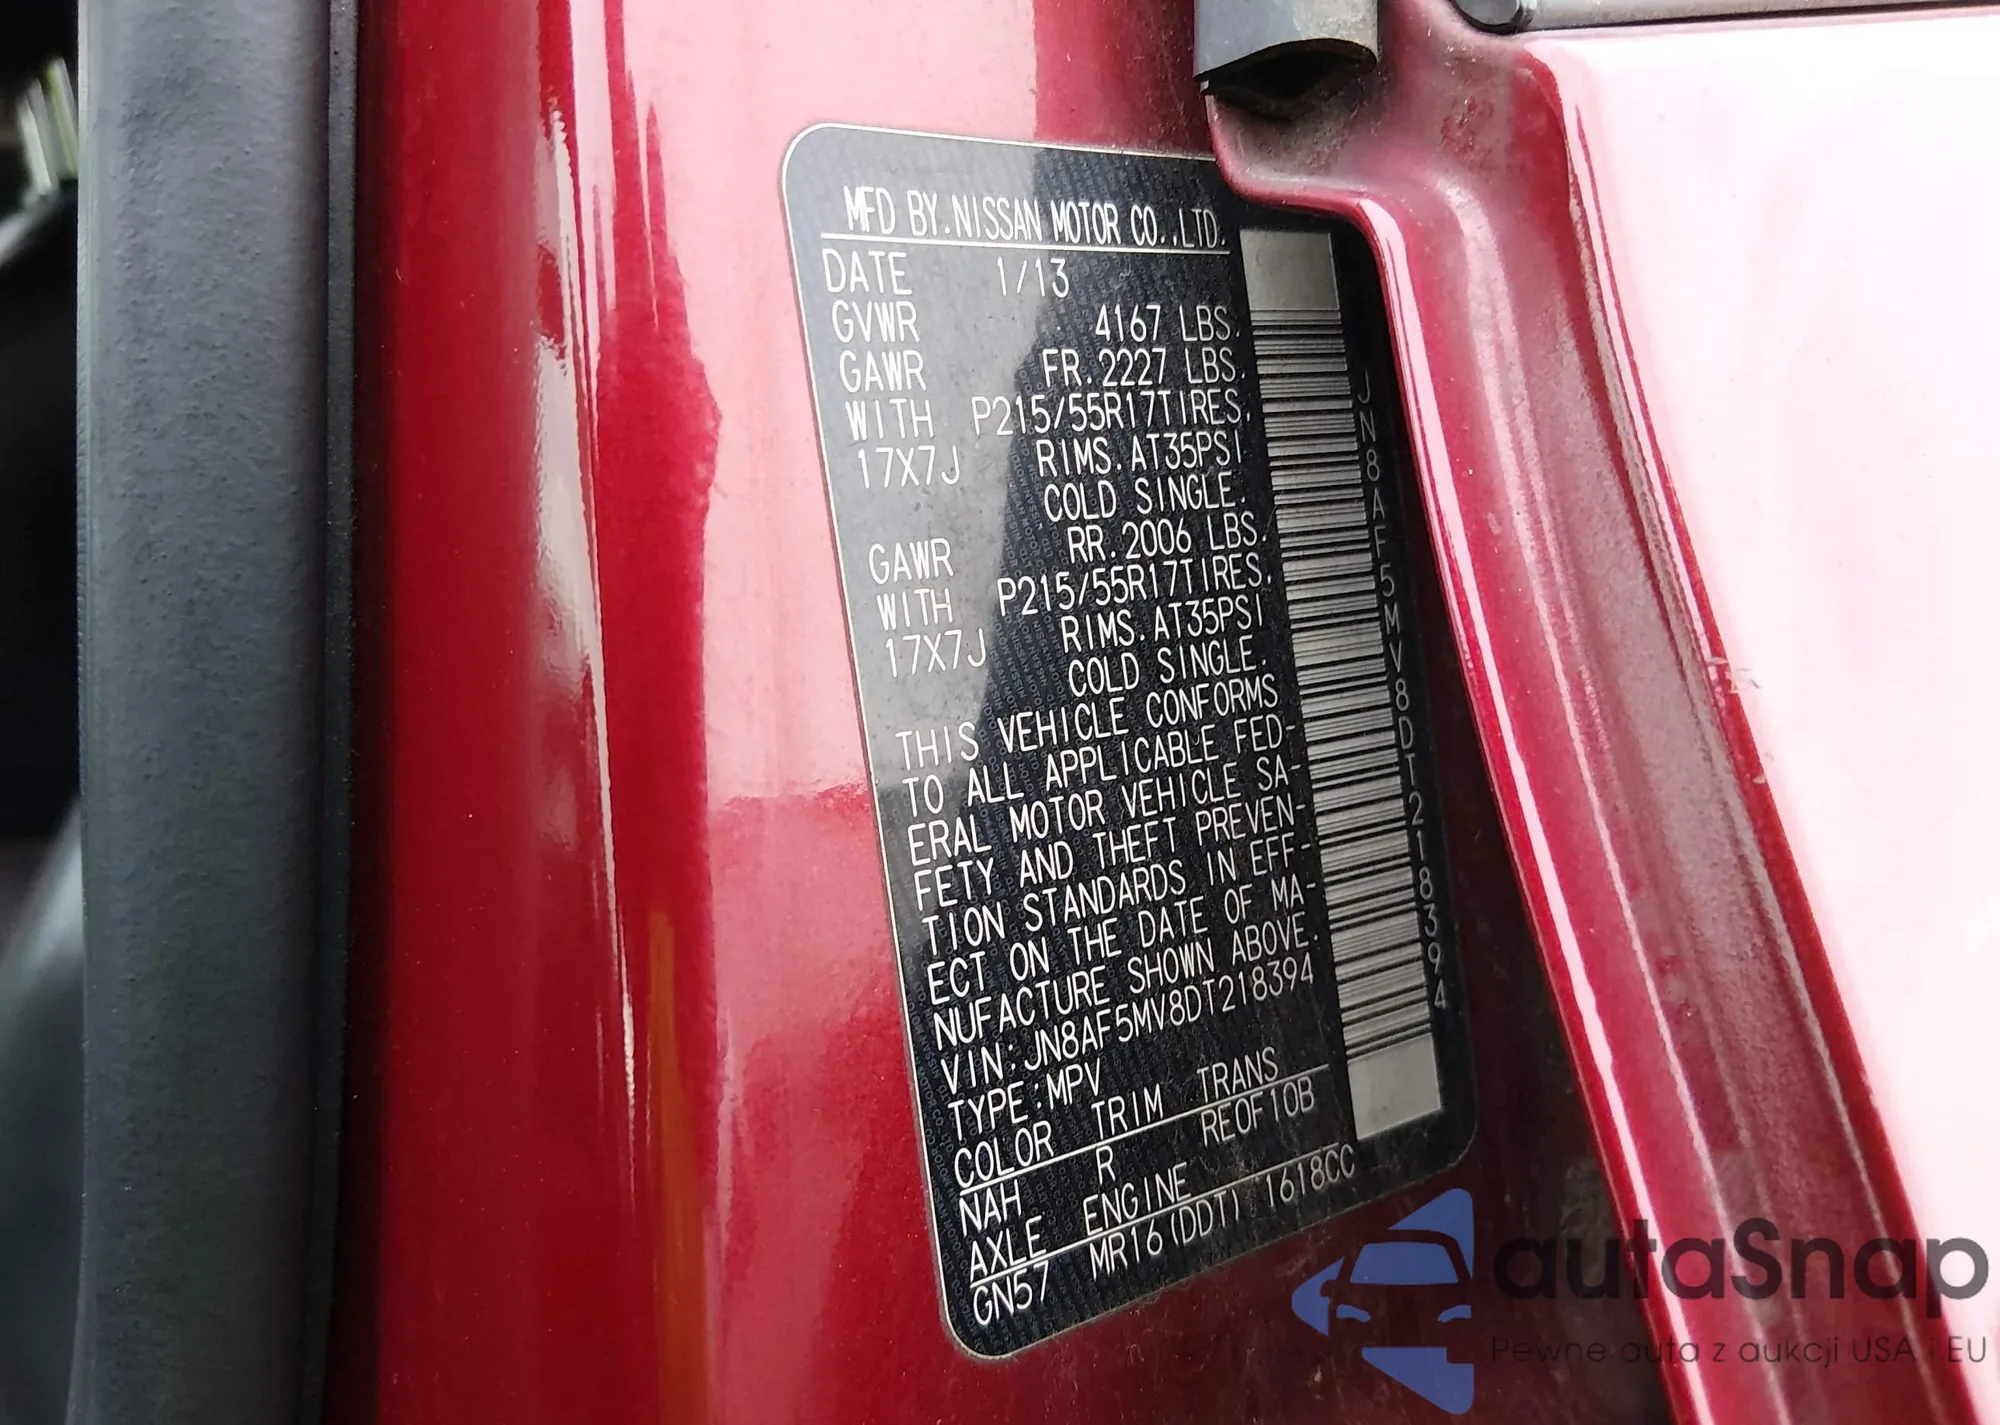 MFD BY.NISSAN MOTOR CO.,LTD.
DATE 1/13
GVWR 4167 LBS.
GAWR FR.2227 LBS.
WITH P215/55R17TIRES.
17X7J RIMS.AT35PSI
COLD SINGLE.
GAWR RR.2006 LBS.
WITH P215/55R17TIRES.
17X7J RIMS.AT35PSI
COLD SINGLE.
THIS VEHICLE CONFORMS
TO ALL APPLICABLE FED-
ERAL MOTOR VEHICLE SA-
FETY AND THEFT PREVEN-
TION STANDARDS IN EFF-
ECT ON THE DATE OF MA-
NUFACTURE SHOWN ABOVE.
VIN:JN8AF5MV8DT218394
TYPE:MPV
COLOR TRIM TRANS
NAH R RE0F10B
AXLE ENGINE
GN57 MR16(DDT) 1618CC
JN8AF5MV8DT218394
autaSnap
Pewne auta z aukcji USA i EU